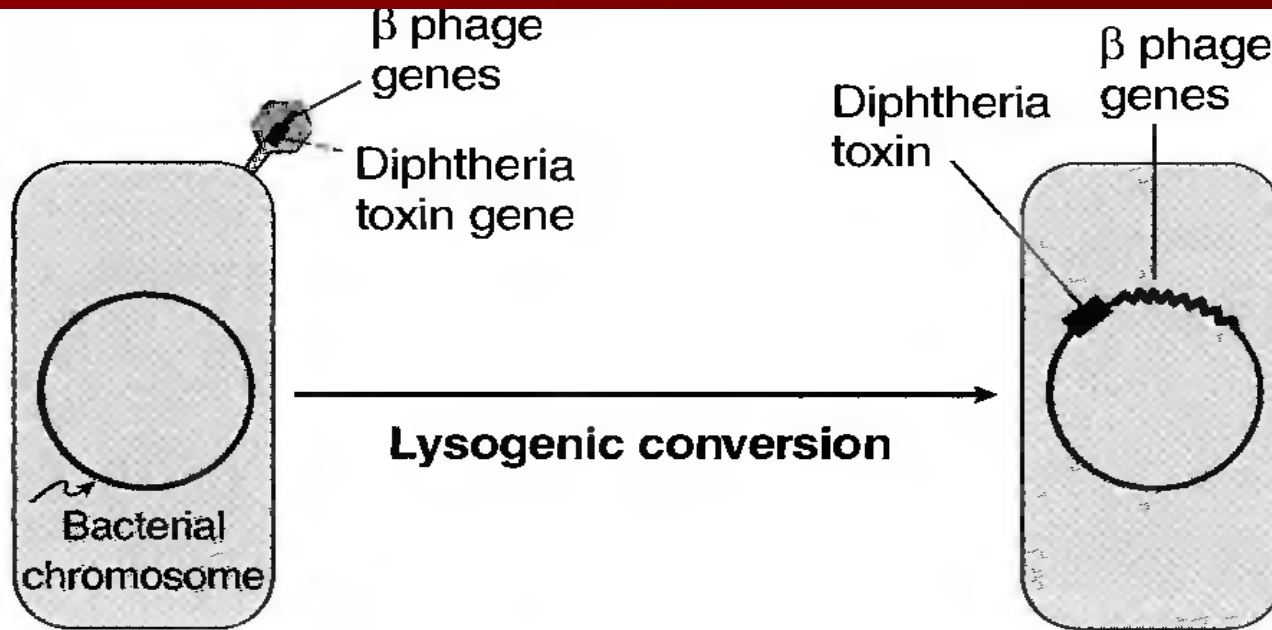 β phage
genes
Diphtheria
toxin gene
Bacterial
chromosome
Lysogenic conversion
β phage
genes
Diphtheria
toxin